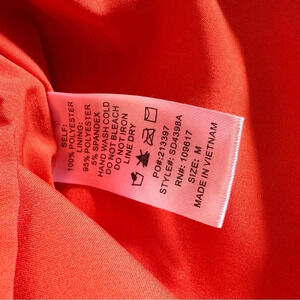 SELF:
100% POLYESTER
LINING:
95% POLYESTER
5% SPANDEX
HAND WASH COLD
DO NOT BLEACH
DO NOT IRON
LINE DRY
PO#:213397
STYLE#: SD4398A
RN#: 109617
SIZE: M
MADE IN VIETNAM